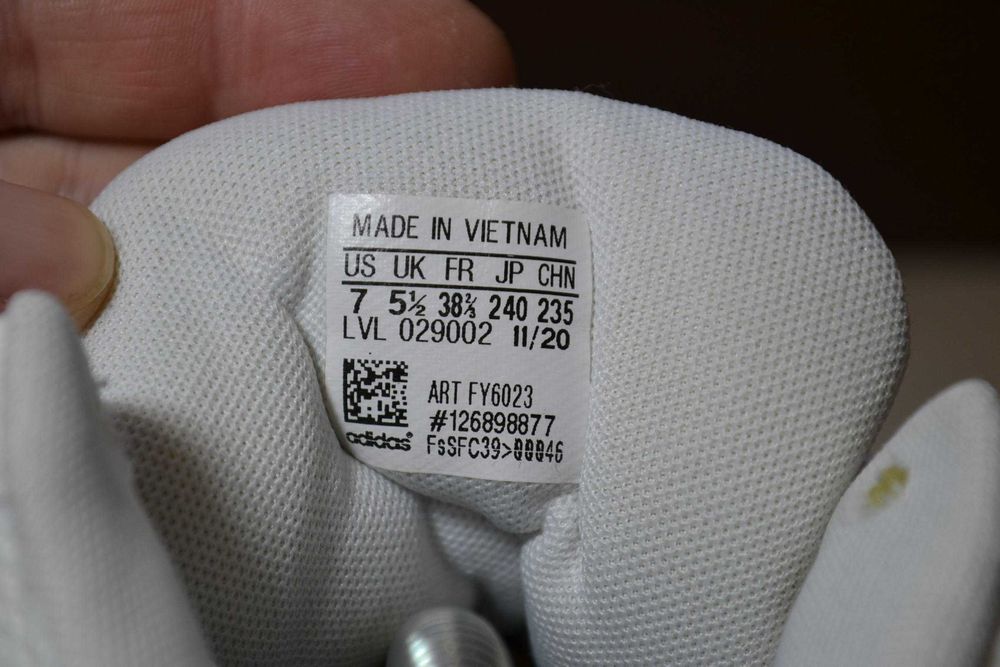 MADE IN VIETNAM
US UK FR JP CHN
7 5½ 38⅔ 240 235
LVL 029002 11/20
ART FY6023
#126898877
adidas® FsSFC39>00046